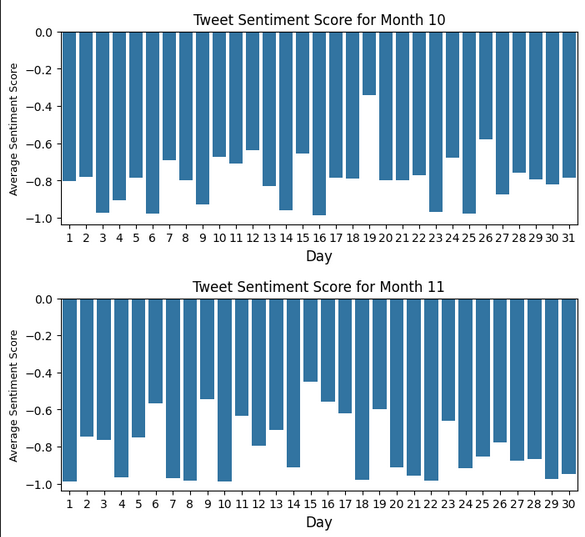 Tweet Sentiment Score for Month 10
Average Sentiment Score
0.0
−0.2
−0.4
−0.6
−0.8
−1.0
1 2 3 4 5 6 7 8 9 10 11 12 13 14 15 16 17 18 19 20 21 22 23 24 25 26 27 28 29 30 31
Day
Tweet Sentiment Score for Month 11
Average Sentiment Score
0.0
−0.2
−0.4
−0.6
−0.8
−1.0
1 2 3 4 5 6 7 8 9 10 11 12 13 14 15 16 17 18 19 20 21 22 23 24 25 26 27 28 29 30
Day